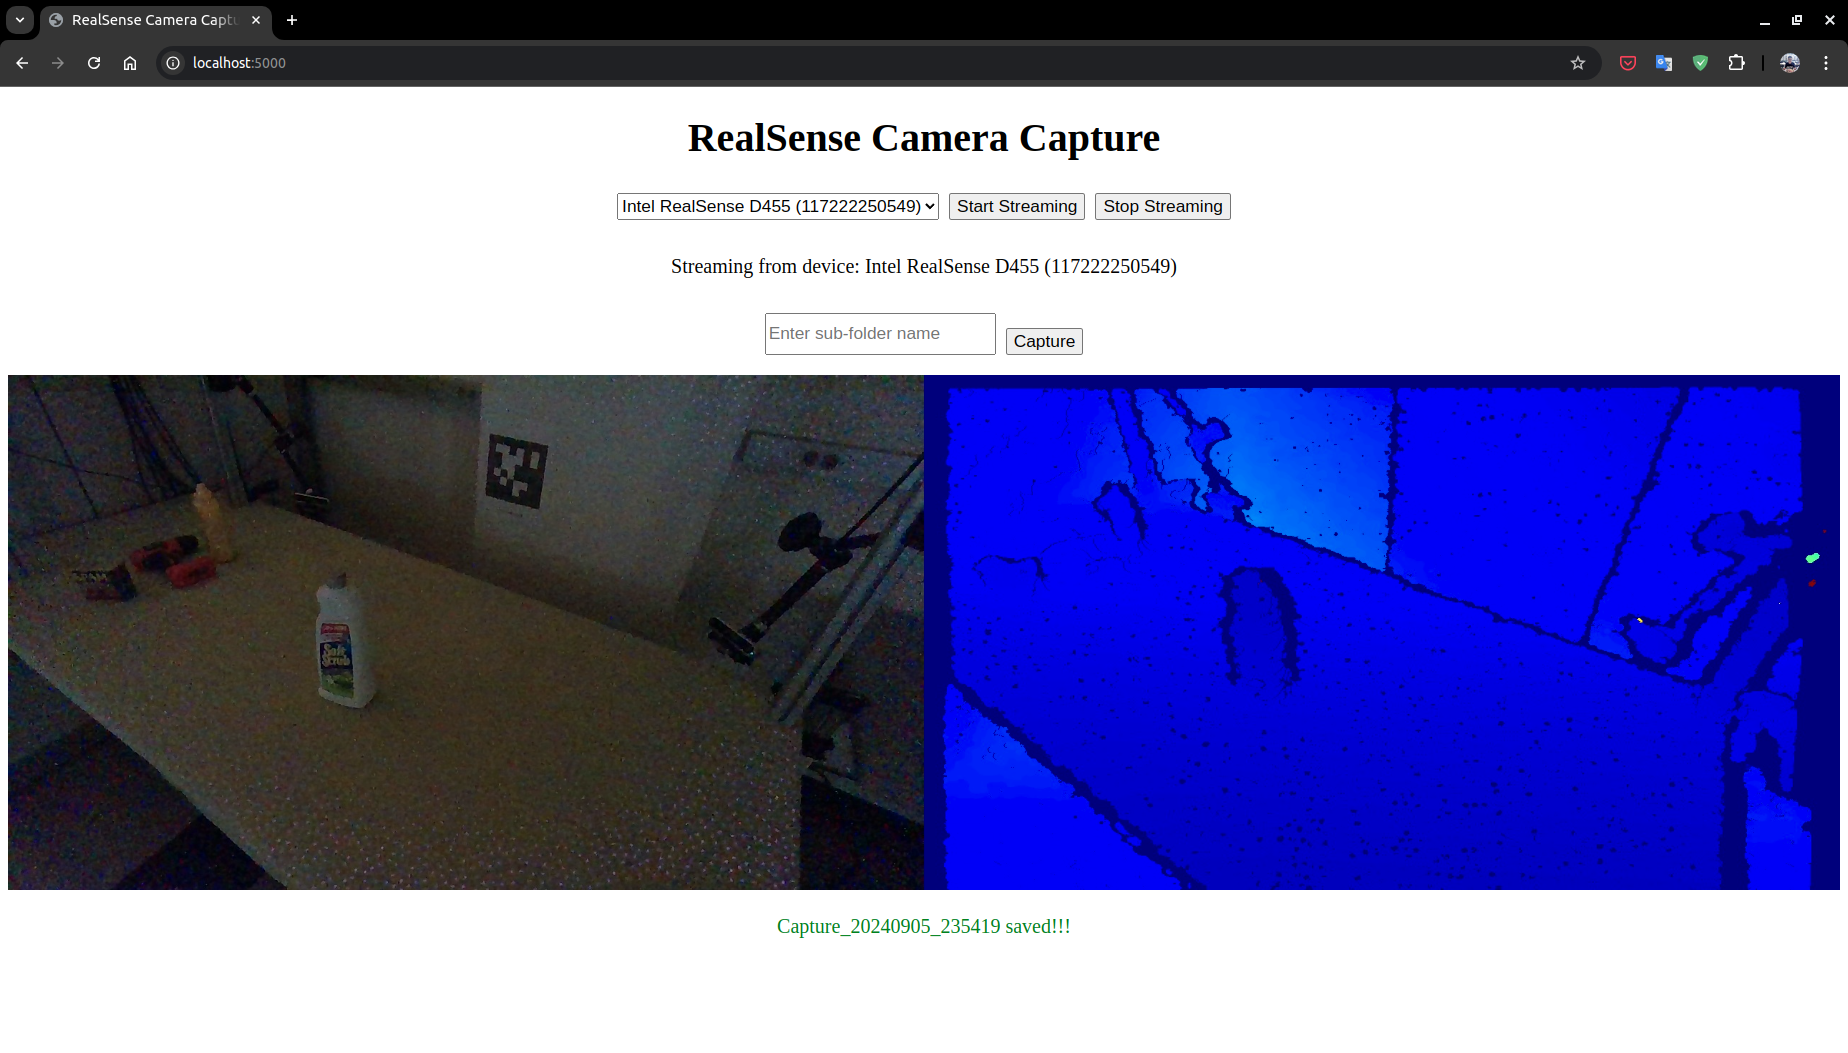 RealSense Camera Captu
localhost:5000
RealSense Camera Capture
Intel RealSense D455 (117222250549)
Start Streaming
Stop Streaming
Streaming from device: Intel RealSense D455 (117222250549)
Enter sub-folder name
Capture
Soft
Scrub
Capture_20240905_235419 saved!!!